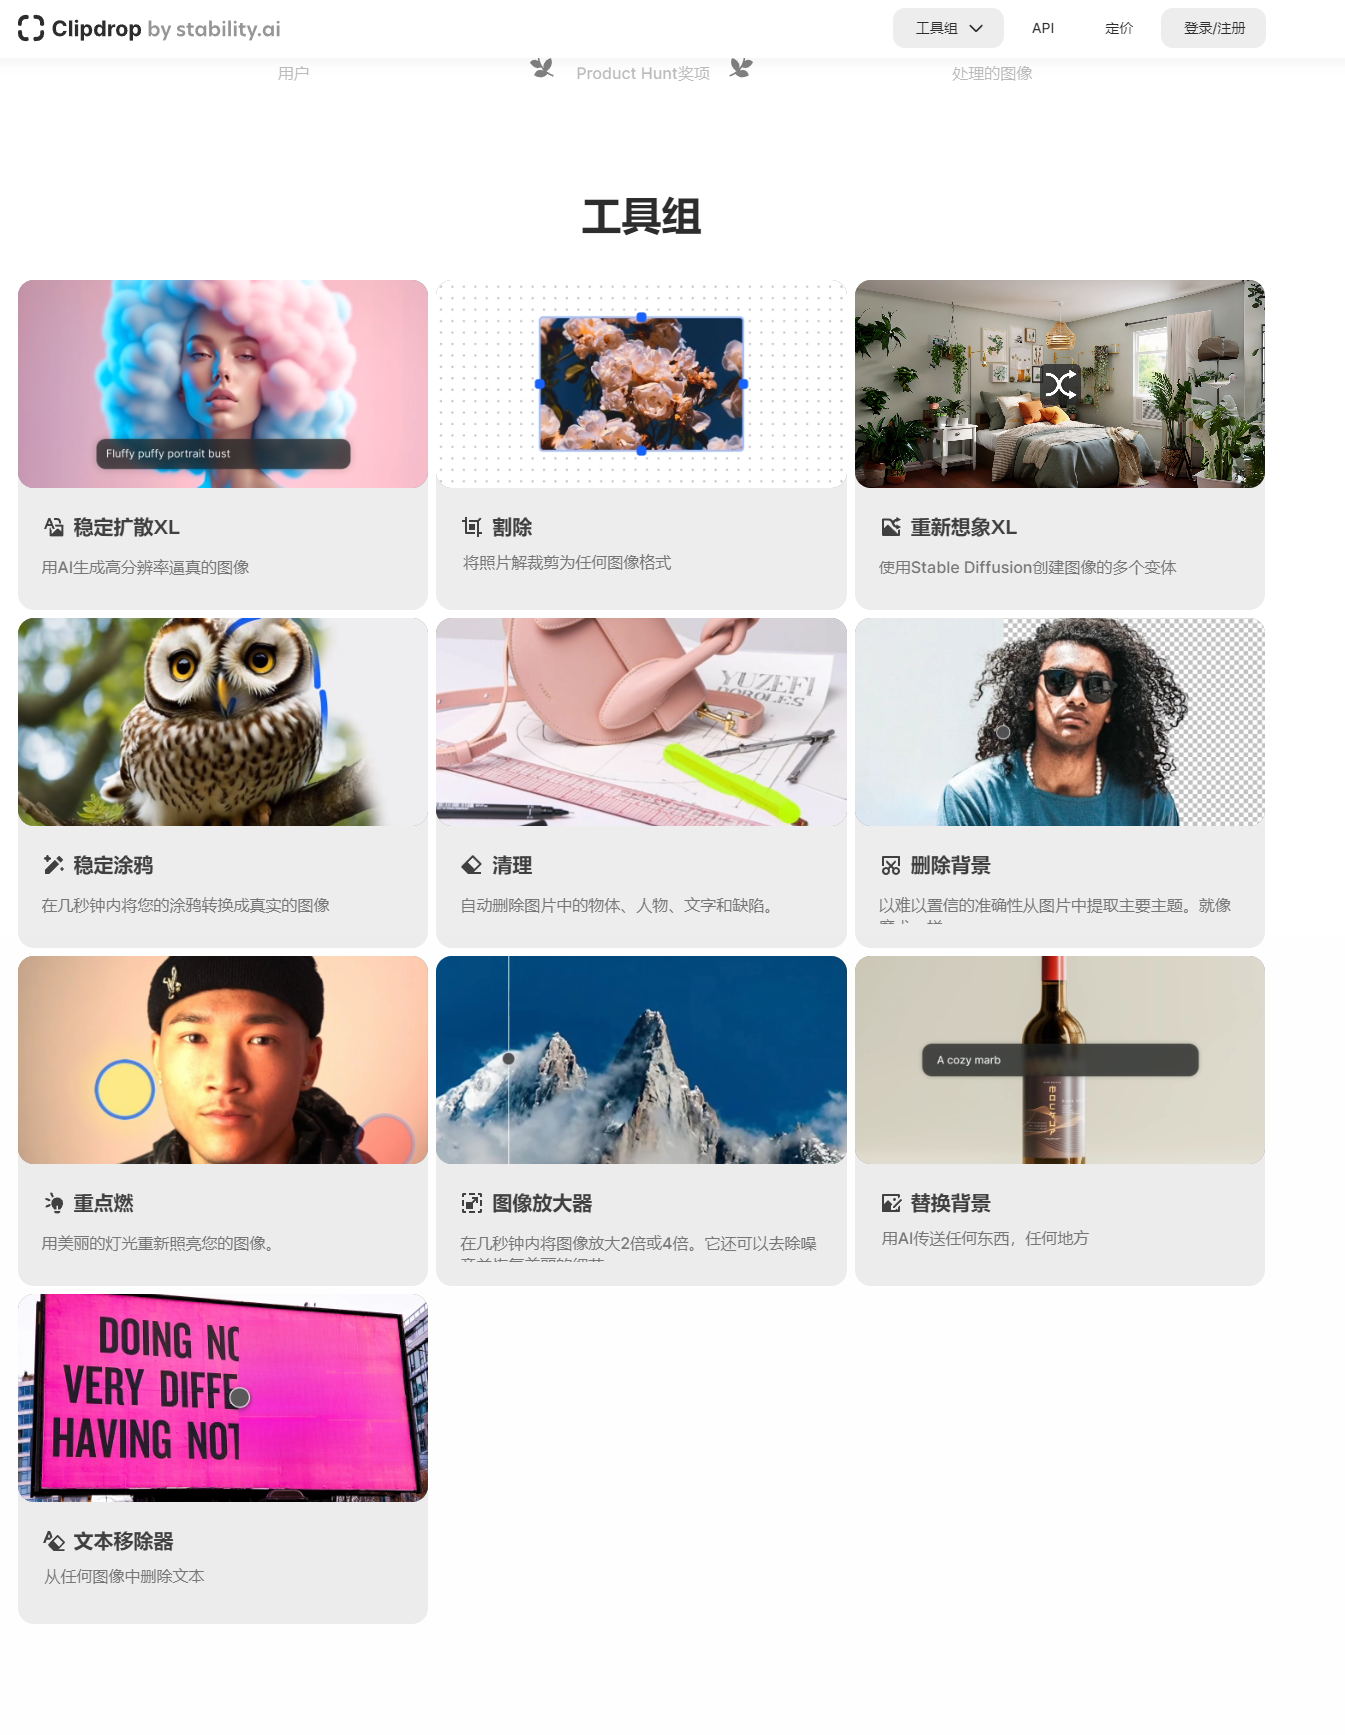 Clipdrop by stability.ai
工具组
API
定价
登录/注册
用户
Product Hunt奖项
处理的图像
工具组
Fluffy puffy portrait bust
稳定扩散XL
用AI生成高分辨率逼真的图像
割除
将照片解裁剪为任何图像格式
重新想象XL
使用Stable Diffusion创建图像的多个变体
稳定涂鸦
在几秒钟内将您的涂鸦转换成真实的图像
YUZEFI
清理
自动删除图片中的物体、人物、文字和缺陷。
删除背景
以难以置信的准确性从图片中提取主要主题。就像
重点燃
用美丽的灯光重新照亮您的图像。
图像放大器
在几秒钟内将图像放大2倍或4倍。它还可以去除噪
A cozy marb
MOCTUP
替换背景
用AI传送任何东西，任何地方
DOING NO
VERY DIFFE
HAVING NOT
文本移除器
从任何图像中删除文本